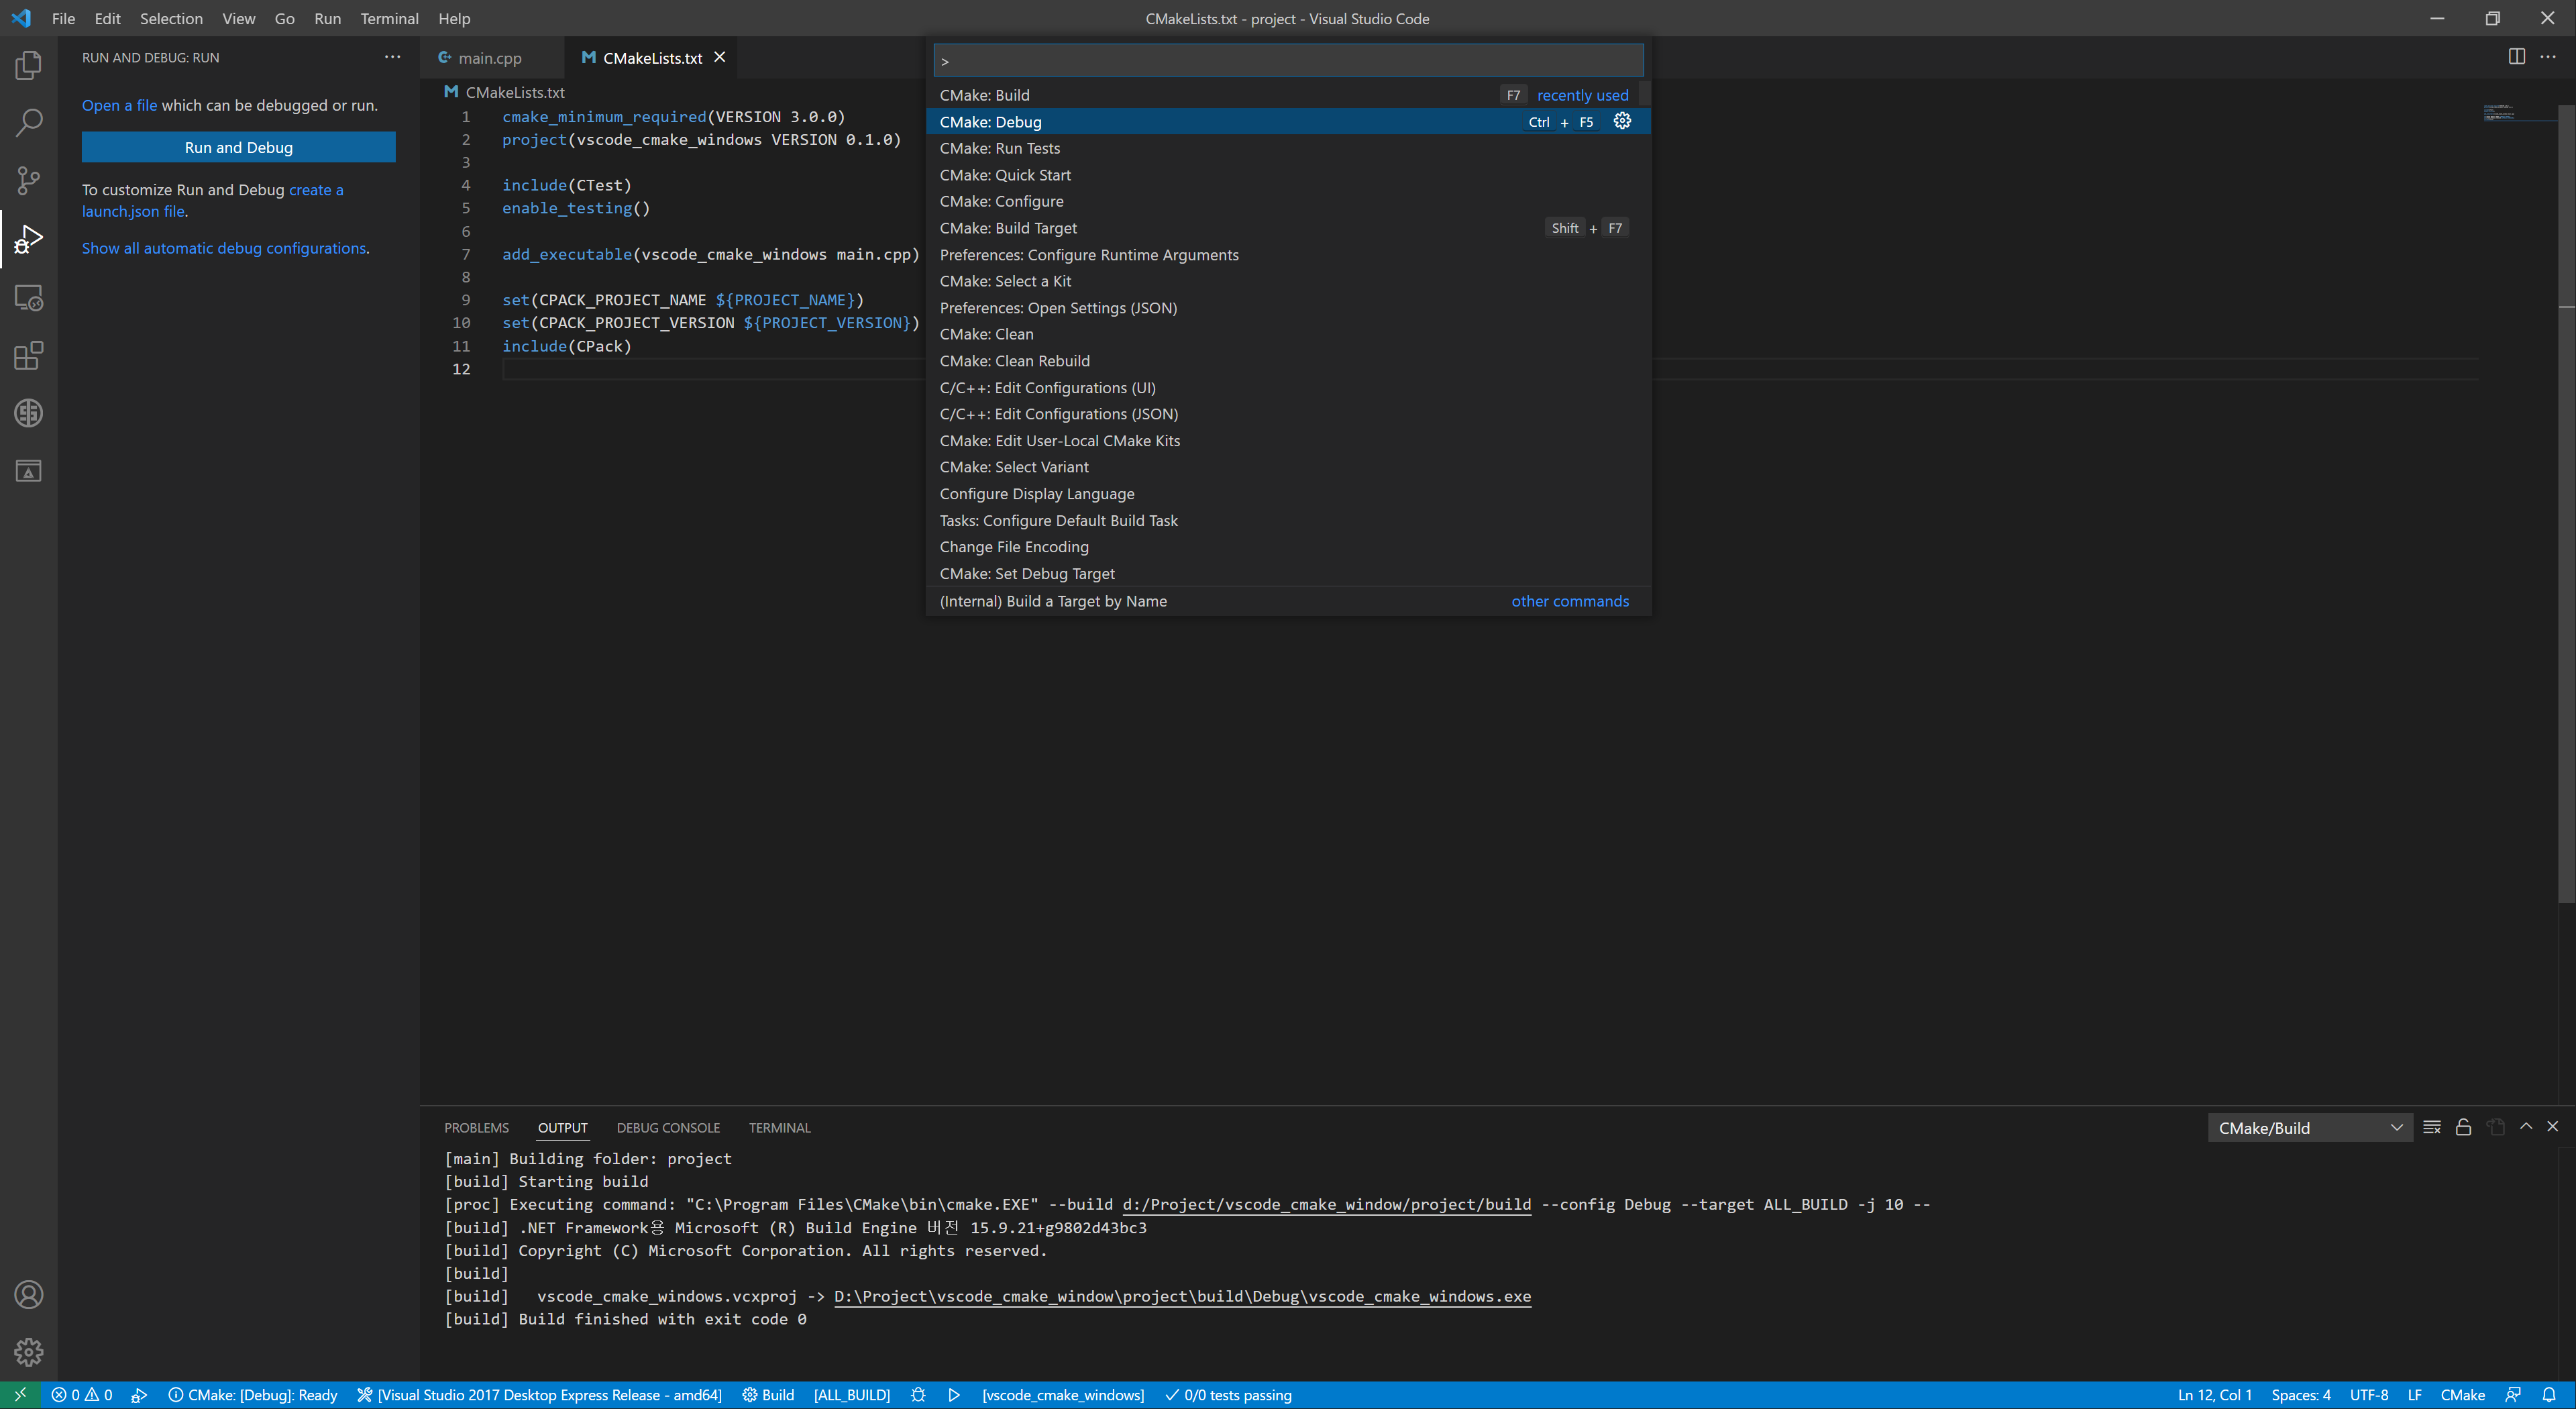 File Edit Selection View Go Run Terminal Help
CMakeLists.txt - project - Visual Studio Code
RUN AND DEBUG: RUN
Open a file which can be debugged or run.
Run and Debug
To customize Run and Debug create a
launch.json file.
Show all automatic debug configurations.
main.cpp
CMakeLists.txt
CMakeLists.txt
1 cmake_minimum_required(VERSION 3.0.0)
2 project(vscode_cmake_windows VERSION 0.1.0)
3
4 include(CTest)
5 enable_testing()
6
7 add_executable(vscode_cmake_windows main.cpp)
8
9 set(CPACK_PROJECT_NAME ${PROJECT_NAME})
10 set(CPACK_PROJECT_VERSION ${PROJECT_VERSION})
11 include(CPack)
12
>
CMake: Build F7 recently used
CMake: Debug Ctrl + F5
CMake: Run Tests
CMake: Quick Start
CMake: Configure
CMake: Build Target Shift + F7
Preferences: Configure Runtime Arguments
CMake: Select a Kit
Preferences: Open Settings (JSON)
CMake: Clean
CMake: Clean Rebuild
C/C++: Edit Configurations (UI)
C/C++: Edit Configurations (JSON)
CMake: Edit User-Local CMake Kits
CMake: Select Variant
Configure Display Language
Tasks: Configure Default Build Task
Change File Encoding
CMake: Set Debug Target
(Internal) Build a Target by Name other commands
PROBLEMS OUTPUT DEBUG CONSOLE TERMINAL
CMake/Build
[main] Building folder: project
[build] Starting build
[proc] Executing command: "C:\Program Files\CMake\bin\cmake.EXE" --build d:/Project/vscode_cmake_window/project/build --config Debug --target ALL_BUILD -j 10 --
[build] .NET Framework용 Microsoft (R) Build Engine 버전 15.9.21+g9802d43bc3
[build] Copyright (C) Microsoft Corporation. All rights reserved.
[build]
[build]   vscode_cmake_windows.vcxproj -> D:\Project\vscode_cmake_window\project\build\Debug\vscode_cmake_windows.exe
[build] Build finished with exit code 0
0 0 CMake: [Debug]: Ready [Visual Studio 2017 Desktop Express Release - amd64] Build [ALL_BUILD] [vscode_cmake_windows] 0/0 tests passing
Ln 12, Col 1 Spaces: 4 UTF-8 LF CMake